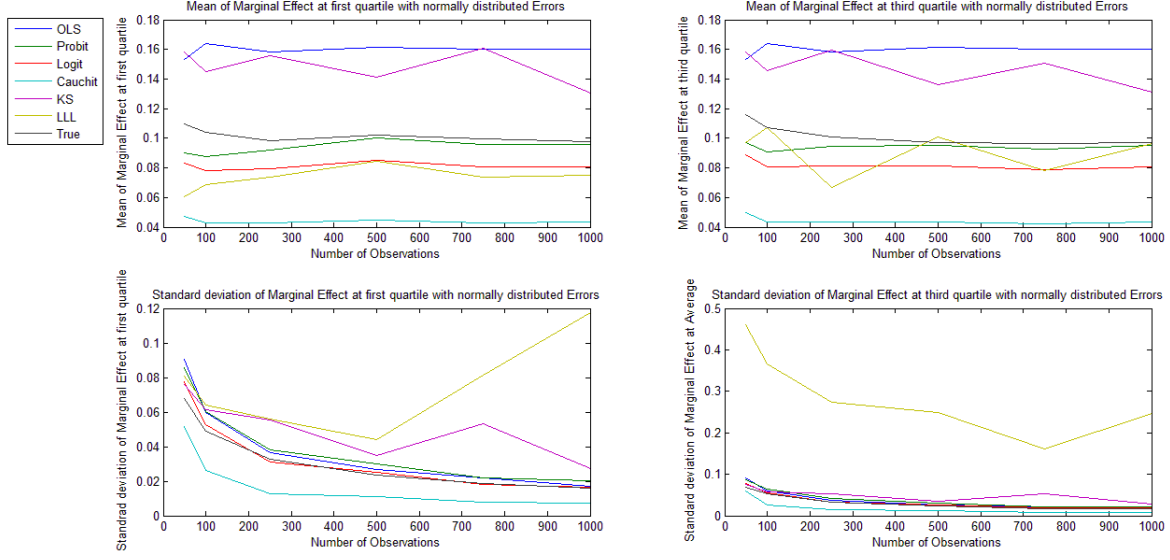 OLS
Probit
Logit
Cauchit
KS
LLL
True
Mean of Marginal Effect at first quartile with normally distributed Errors
Mean of Marginal Effect at first quartile
0.18
0.16
0.14
0.12
0.1
0.08
0.06
0.04
0 100 200 300 400 500 600 700 800 900 1000
Number of Observations
Mean of Marginal Effect at third quartile with normally distributed Errors
Mean of Marginal Effect at third quartile
0.18
0.16
0.14
0.12
0.1
0.08
0.06
0.04
0 100 200 300 400 500 600 700 800 900 1000
Number of Observations
Standard deviation of Marginal Effect at first quartile with normally distributed Errors
Standrad deviation of Marginal Effect at first quartile
0.12
0.1
0.08
0.06
0.04
0.02
0
0 100 200 300 400 500 600 700 800 900 1000
Number of Observations
Standard deviation of Marginal Effect at third quartile with normally distributed Errors
Standard deviation of Marginal Effect at Average
0.5
0.4
0.3
0.2
0.1
0
0 100 200 300 400 500 600 700 800 900 1000
Number of Observations